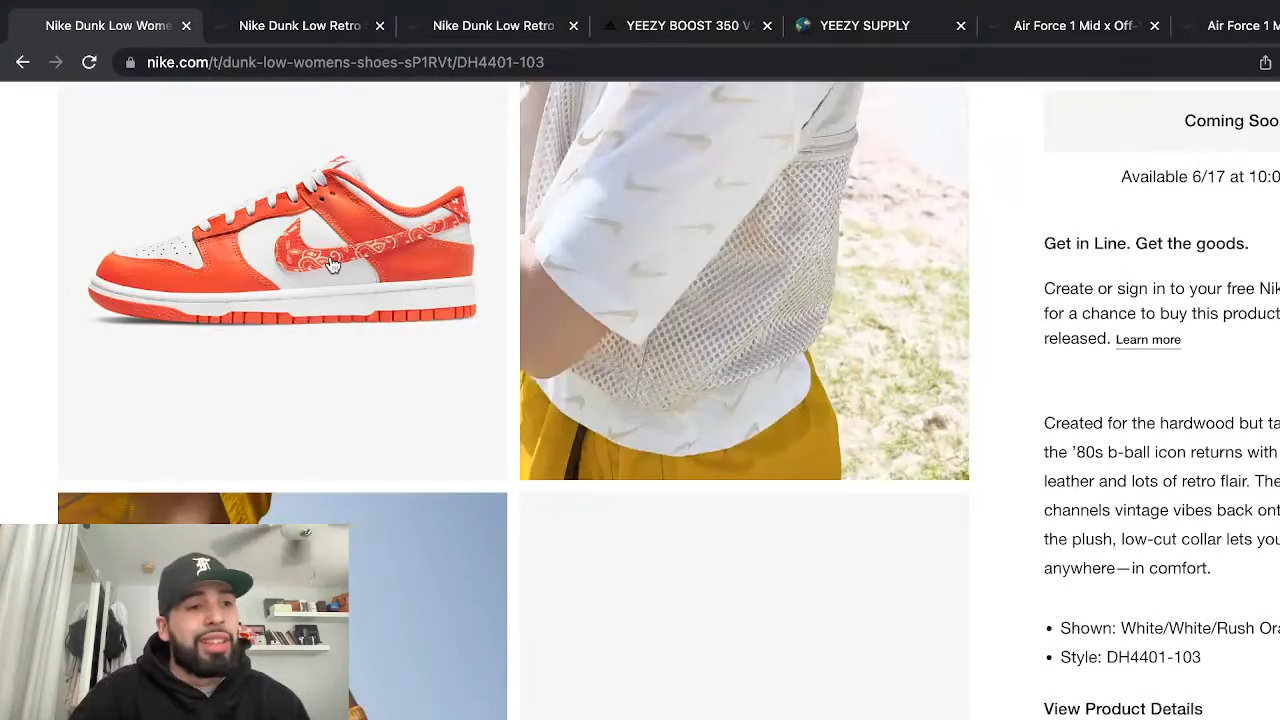 Nike Dunk Low Wome
Nike Dunk Low Retro
Nike Dunk Low Retro
YEEZY BOOST 350 V
YEEZY SUPPLY
Air Force 1 Mid x Off-
Air Force 1 M
nike.com/t/dunk-low-womens-shoes-sP1RVt/DH4401-103
Coming Soo
Available 6/17 at 10:0
Get in Line. Get the goods.
Create or sign in to your free Nik
for a chance to buy this product
released. Learn more
Created for the hardwood but ta
the '80s b-ball icon returns with
leather and lots of retro flair. The
channels vintage vibes back ont
the plush, low-cut collar lets you
anywhere—in comfort.
• Shown: White/White/Rush Ora
• Style: DH4401-103
View Product Details